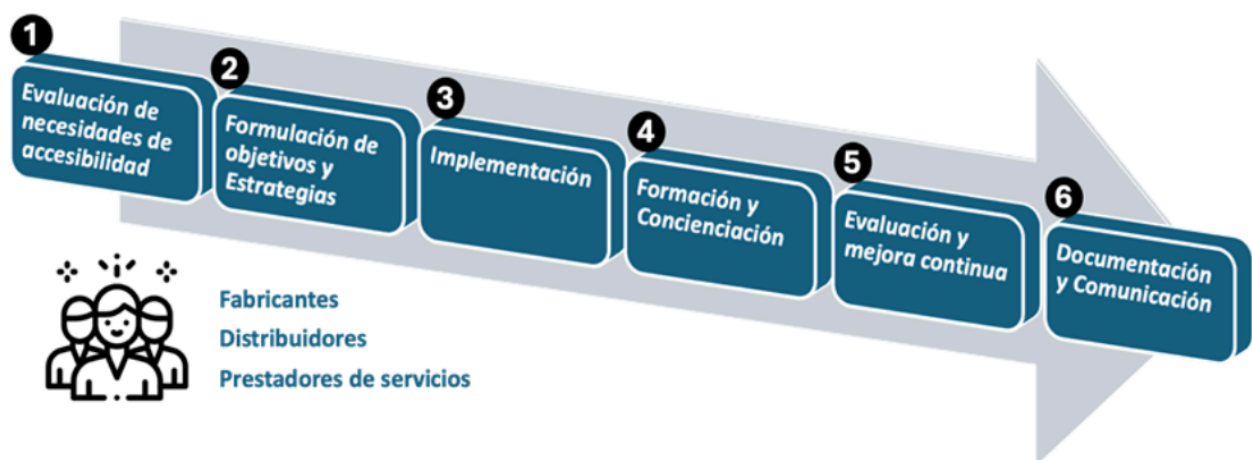 1
Evaluación de
necesidades de
accesibilidad
2
Formulación de
objetivos y
Estrategias
3
Implementación
4
Formación y
Concienciación
5
Evaluación y
mejora continua
6
Documentación
y Comunicación
Fabricantes
Distribuidores
Prestadores de servicios